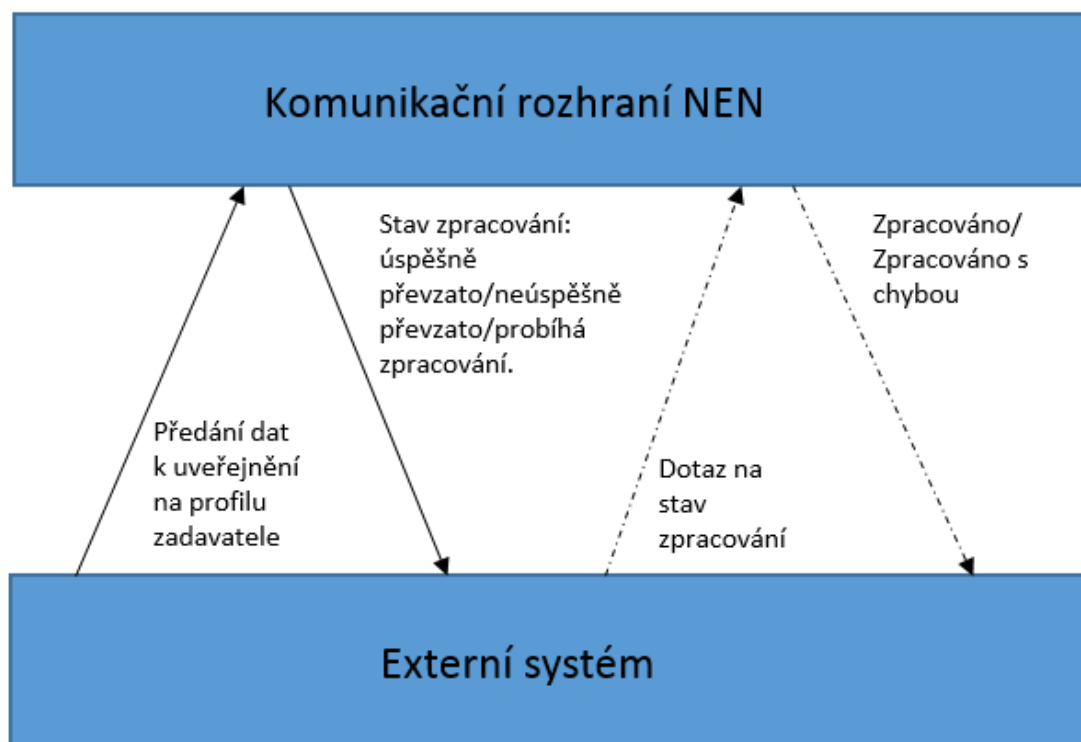 Komunikační rozhraní NEN
Stav zpracování:
úspěšně
převzato/neúspěšně
převzato/probíhá
zpracování.
Zpracováno/
Zpracováno s
chybou
Předání dat
k uveřejnění
na profilu
zadavatele
Dotaz na
stav
zpracování
Externí systém